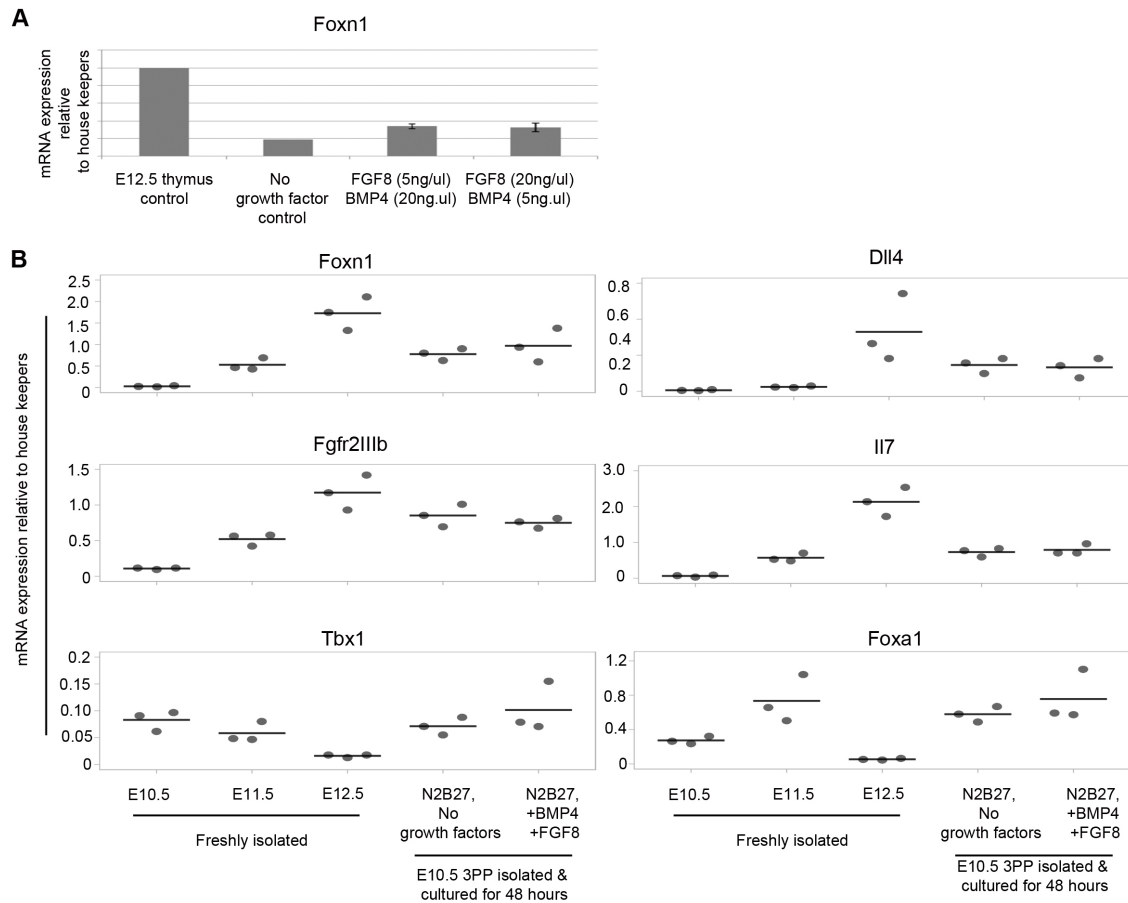 A
Foxn1
mRNA expression
relative
to house keepers
E12.5 thymus
control
No
growth factor
control
FGF8 (5ng/ul)
BMP4 (20ng.ul)
FGF8 (20ng/ul)
BMP4 (5ng.ul)
B
mRNA expression relative to house keepers
Foxn1
2.5
2.0
1.0
0.5
0
Dll4
0.8
0.6
0.4
0.2
0
Fgfr2IIIb
1.5
1.0
0.5
0
Il7
3.0
2.0
1.0
0
Tbx1
0.2
0.15
0.10
0.05
0
Foxa1
1.2
0.8
0.4
0
E10.5
E11.5
E12.5
N2B27,
No
growth factors
N2B27,
+BMP4
+FGF8
Freshly isolated
E10.5 3PP isolated &
cultured for 48 hours
E10.5
E11.5
E12.5
N2B27,
No
growth factors
N2B27,
+BMP4
+FGF8
Freshly isolated
E10.5 3PP isolated &
cultured for 48 hours